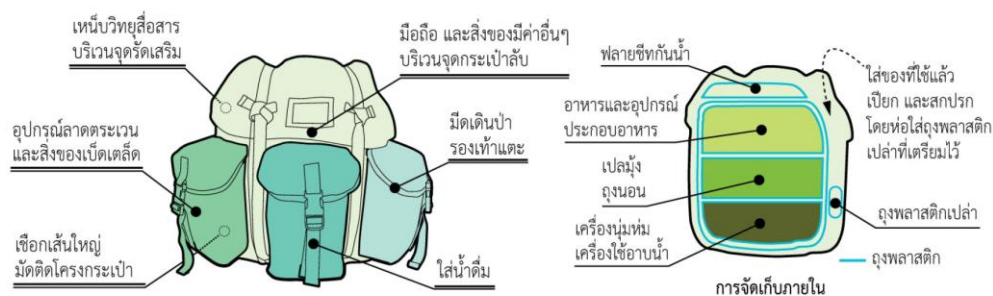 เหน็บวิทยุสื่อสาร
บริเวณจุดรัดเสริม
มือถือ และสิ่งของมีค่าอื่นๆ
บริเวณจุดกระเป๋าลับ
อุปกรณ์ลาดตระเวน
และสิ่งของเบ็ดเตล็ด
มีดเดินป่า
รองเท้าแตะ
เชือกเส้นใหญ่
มัดติดโครงกระเป๋า
ใส่น้ำดื่ม
ฟลายชีทกันน้ำ
อาหารและอุปกรณ์
ประกอบอาหาร
เปลมุ้ง
ถุงนอน
เครื่องนุ่มห่ม
เครื่องใช้อาบน้ำ
ใส่ของที่ใช้แล้ว
เปียก และสกปรก
โดยห่อใส่ถุงพลาสติก
เปล่าที่เตรียมไว้
ถุงพลาสติกเปล่า
ถุงพลาสติก
การจัดเก็บภายใน